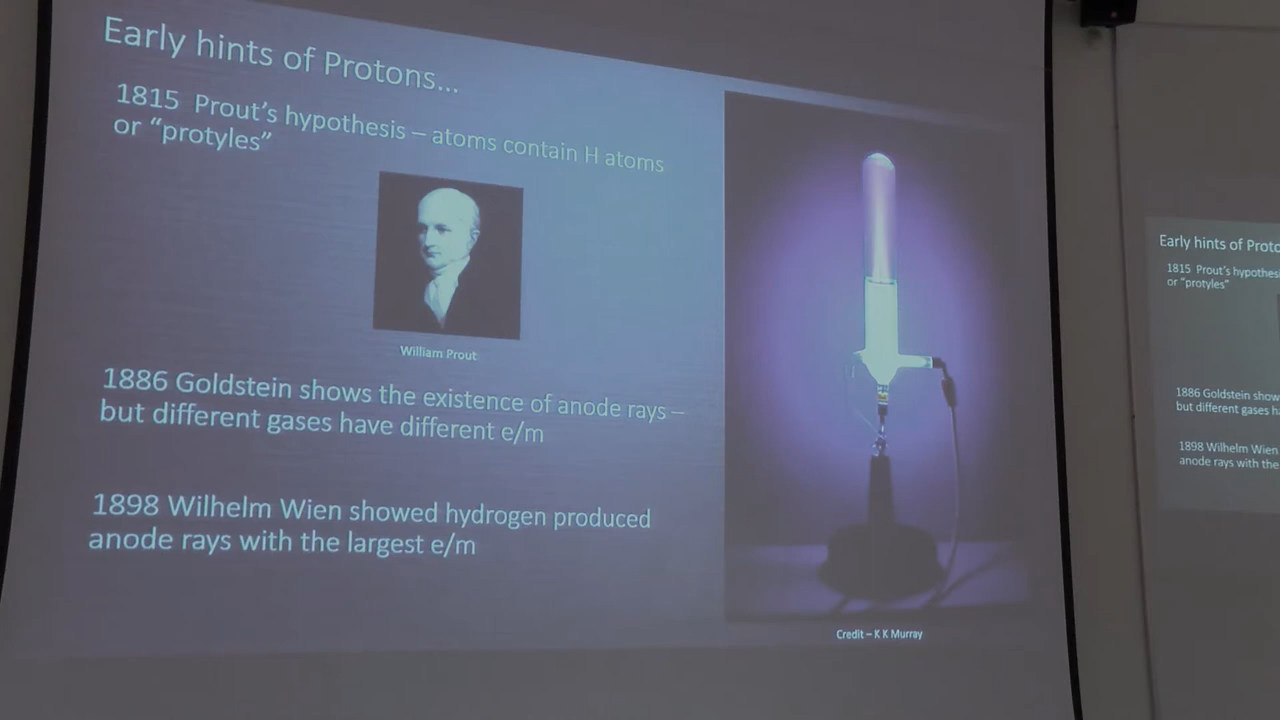 Early hints of Protons...
1815 Prout's hypothesis – atoms contain H atoms
or "protyles"
William Prout
1886 Goldstein shows the existence of anode rays –
but different gases have different e/m
1898 Wilhelm Wien showed hydrogen produced
anode rays with the largest e/m
Credit – K K Murray
Early hints of
1815 Prout's
or "protyles"
1886 Goldstein
but different gases
1898 Wilhelm Wien
anode rays with the